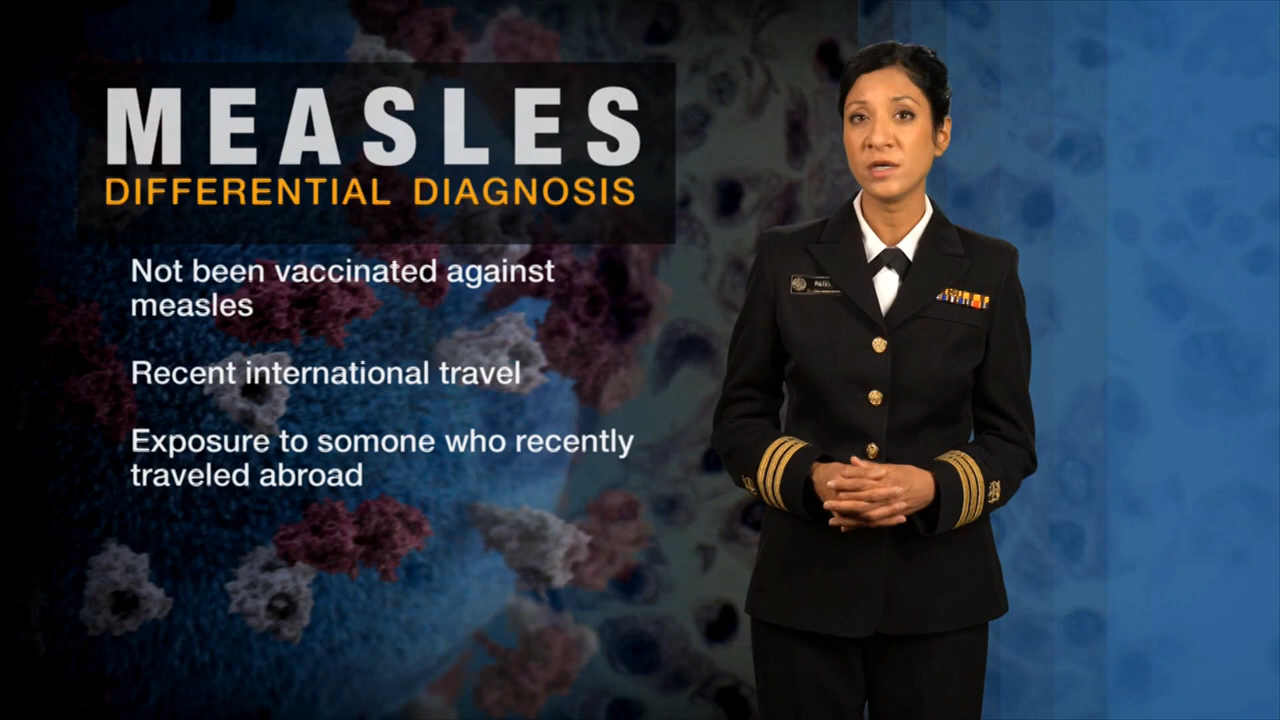 MEASLES
DIFFERENTIAL DIAGNOSIS
Not been vaccinated against
measles
Recent international travel
Exposure to somone who recently
traveled abroad